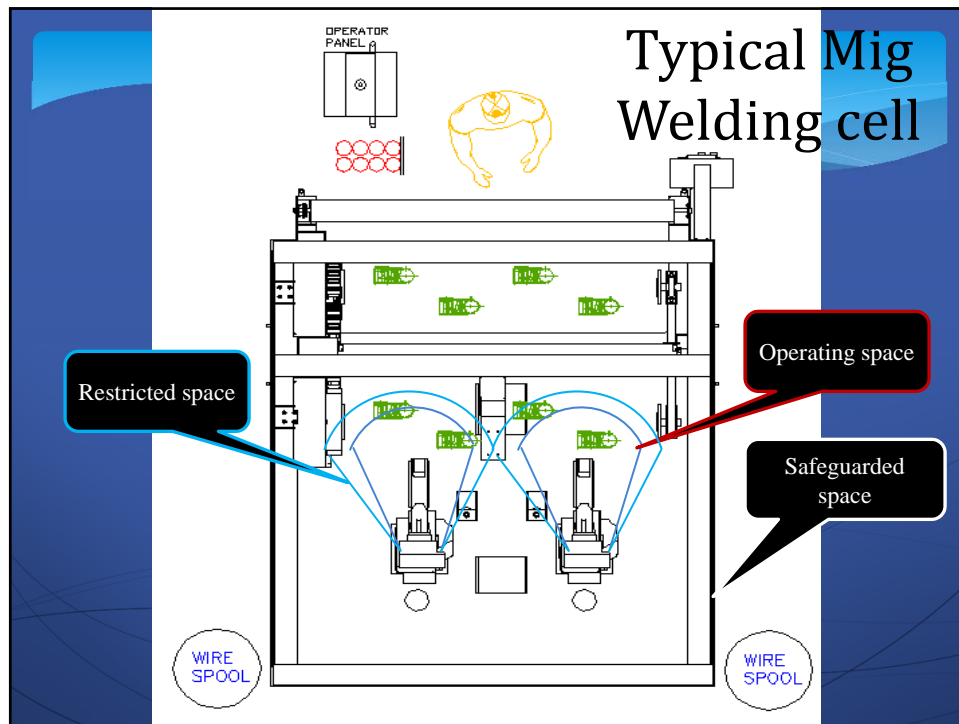 OPERATOR
PANEL
Typical Mig
Welding cell
Restricted space
Operating space
Safeguarded
space
WIRE
SPOOL
WIRE
SPOOL